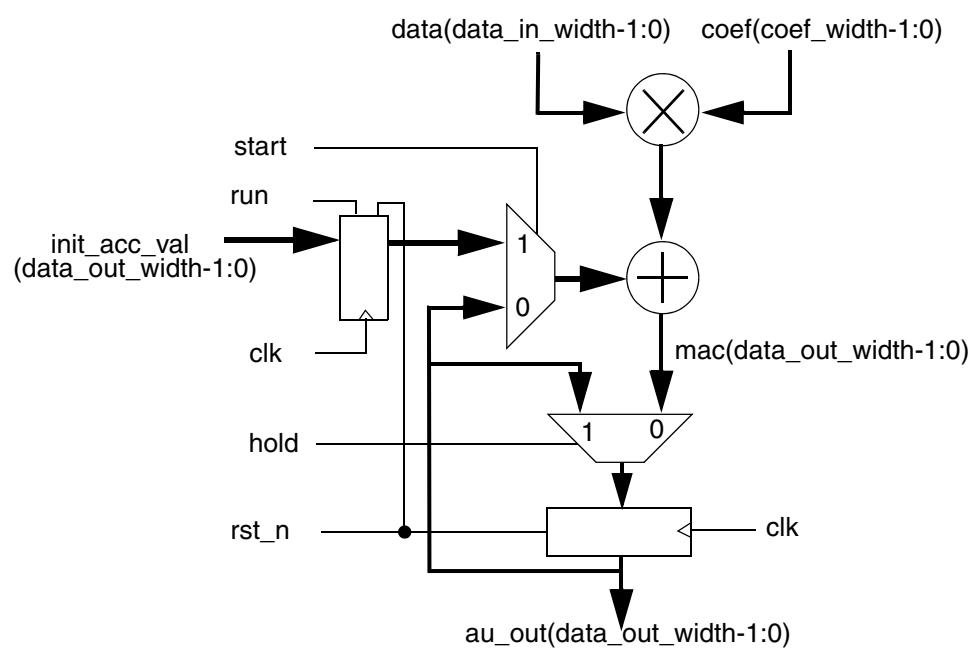 data(data_in_width-1:0)
coef(coef_width-1:0)
start
run
init_acc_val
(data_out_width-1:0)
1
0
clk
mac(data_out_width-1:0)
hold
1
0
rst_n
clk
au_out(data_out_width-1:0)